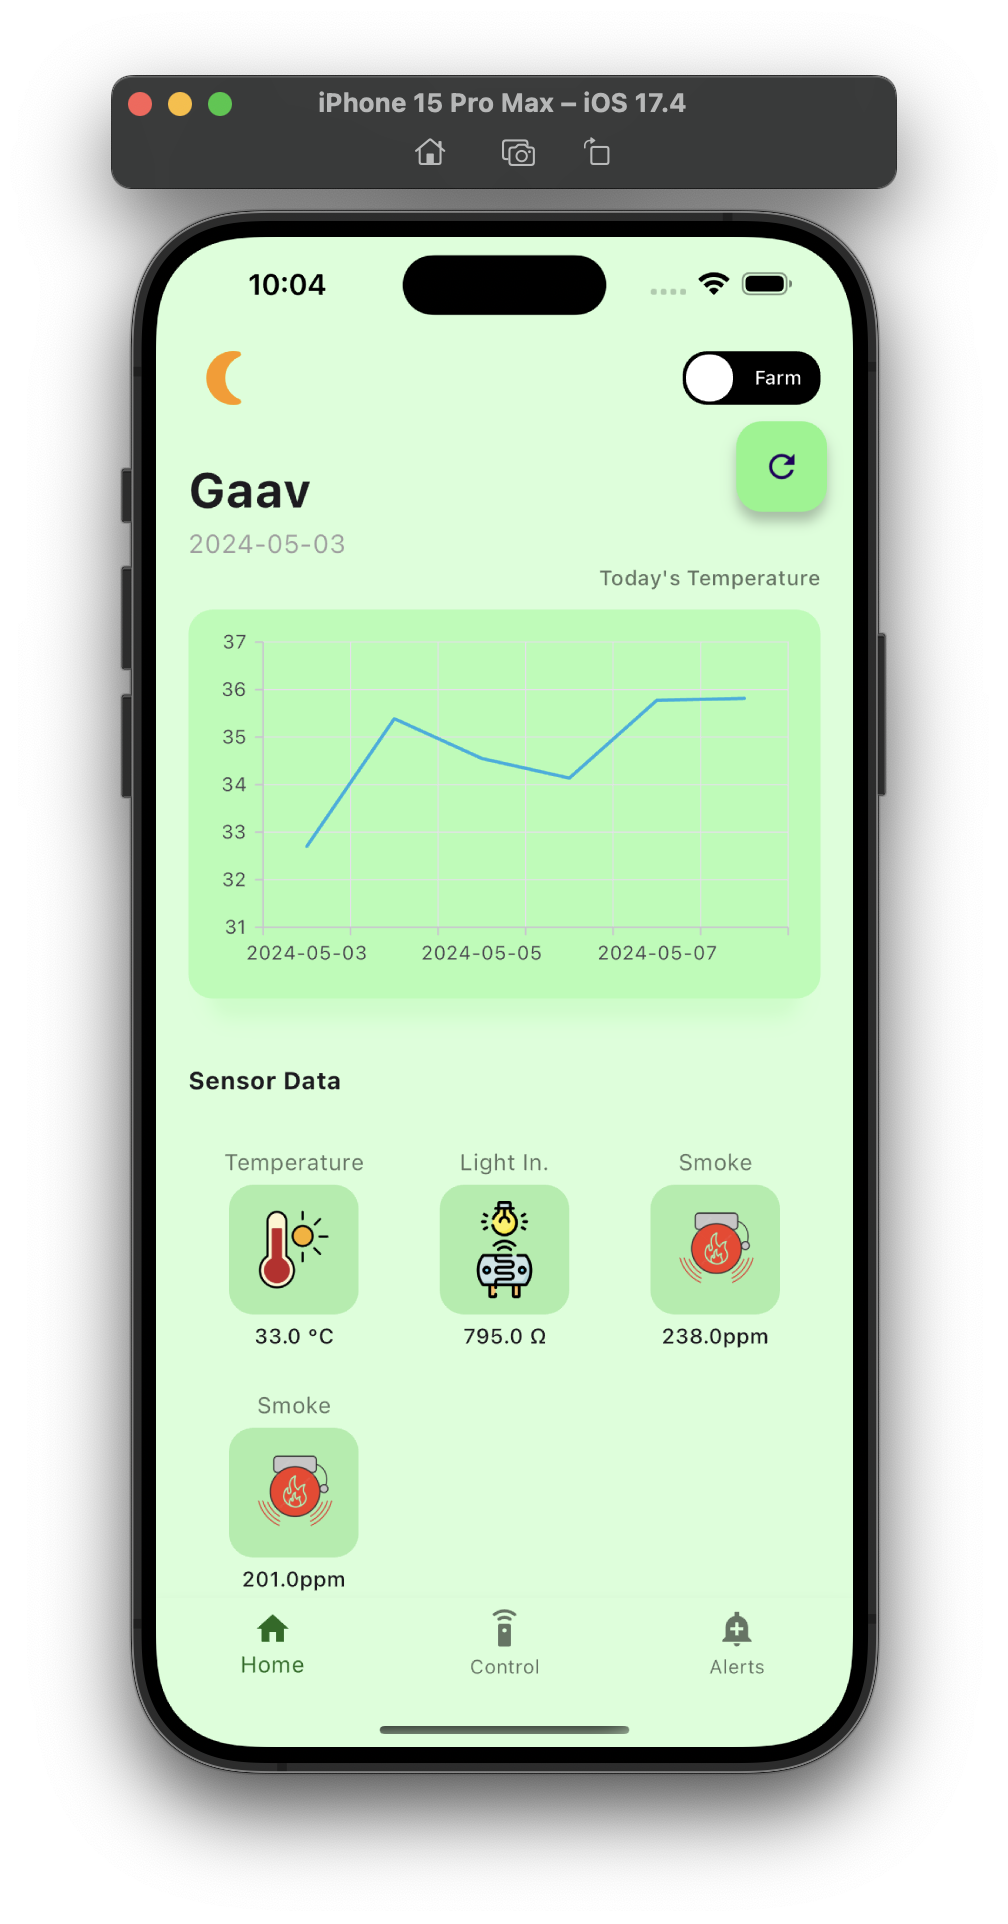 iPhone 15 Pro Max – iOS 17.4
10:04
Farm
Gaav
2024-05-03
Today's Temperature
37
36
35
34
33
32
31
2024-05-03 2024-05-05 2024-05-07
Sensor Data
Temperature Light In. Smoke
33.0 °C 795.0 Ω 238.0ppm
Smoke
201.0ppm
Home Control Alerts